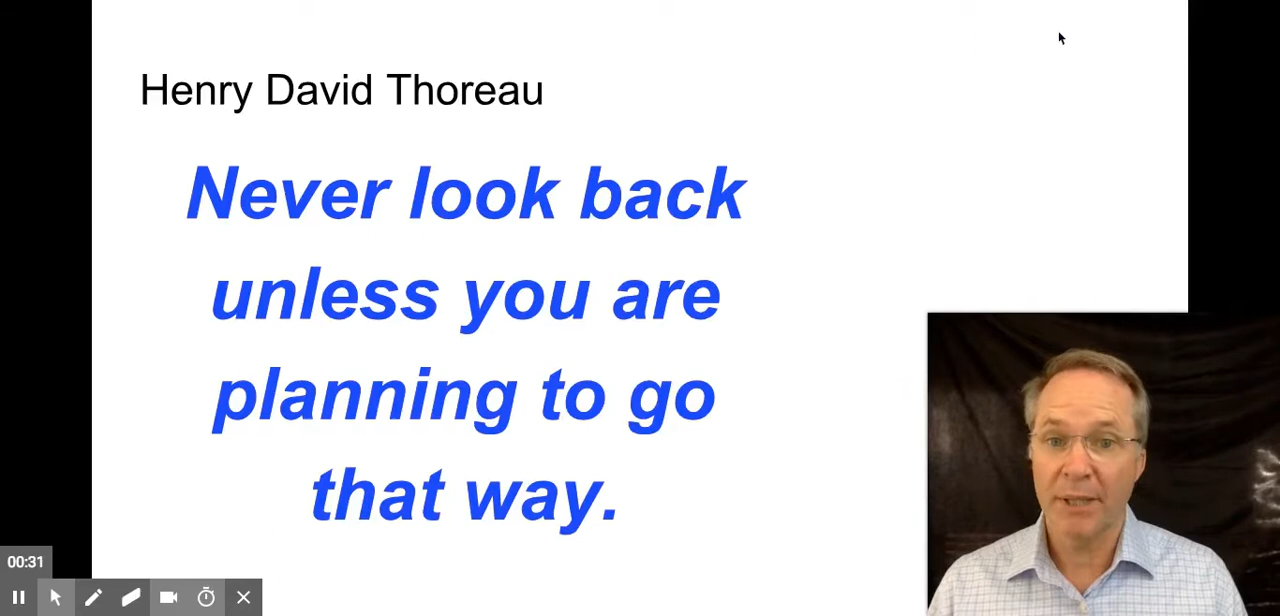 Henry David Thoreau
Never look back
unless you are
planning to go
that way.
00:31